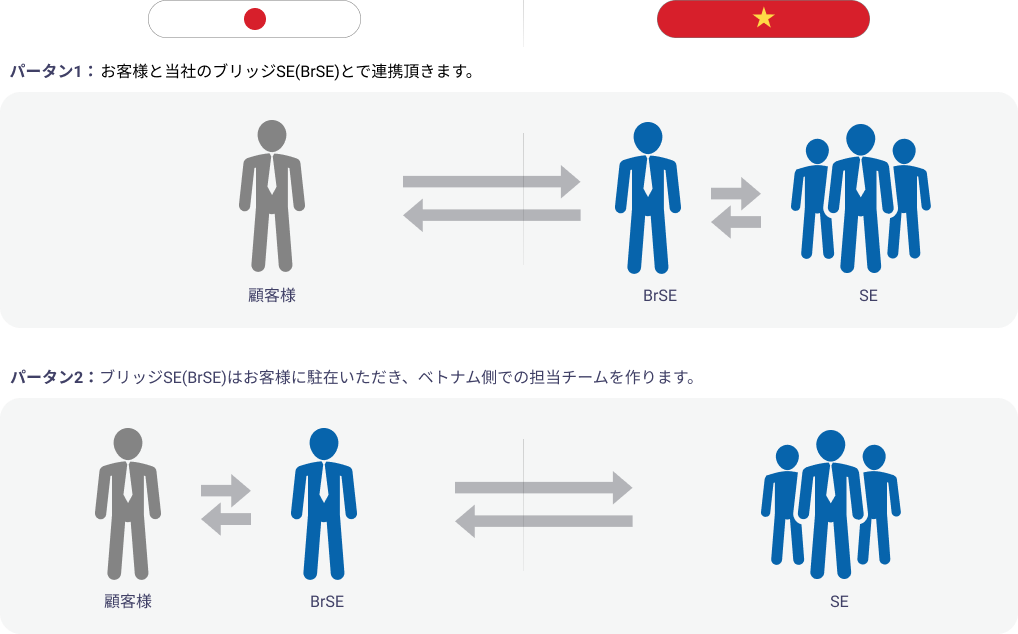 パータン1：お客様と当社のブリッジSE(BrSE)とで連携頂きます。
顧客様 BrSE SE
パータン2：ブリッジSE(BrSE)はお客様に駐在いただき、ベトナム側での担当チームを作ります。
顧客様 BrSE SE